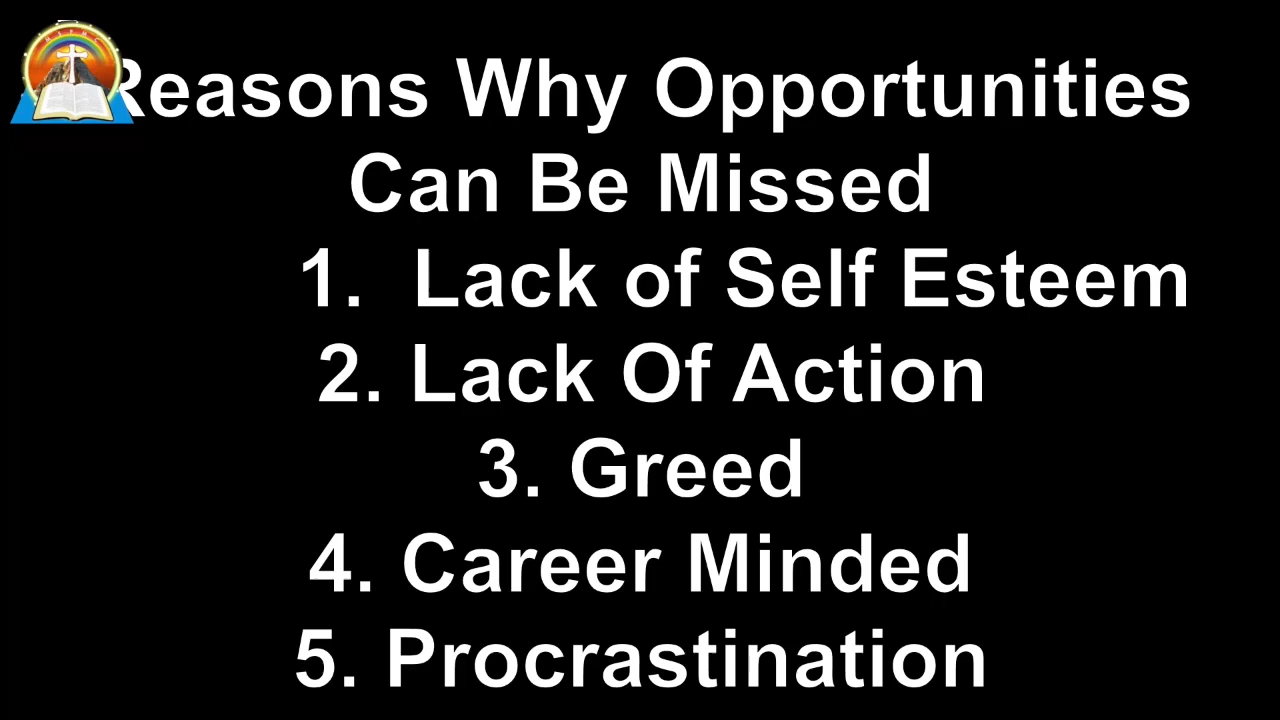 Reasons Why Opportunities
Can Be Missed
1. Lack of Self Esteem
2. Lack Of Action
3. Greed
4. Career Minded
5. Procrastination